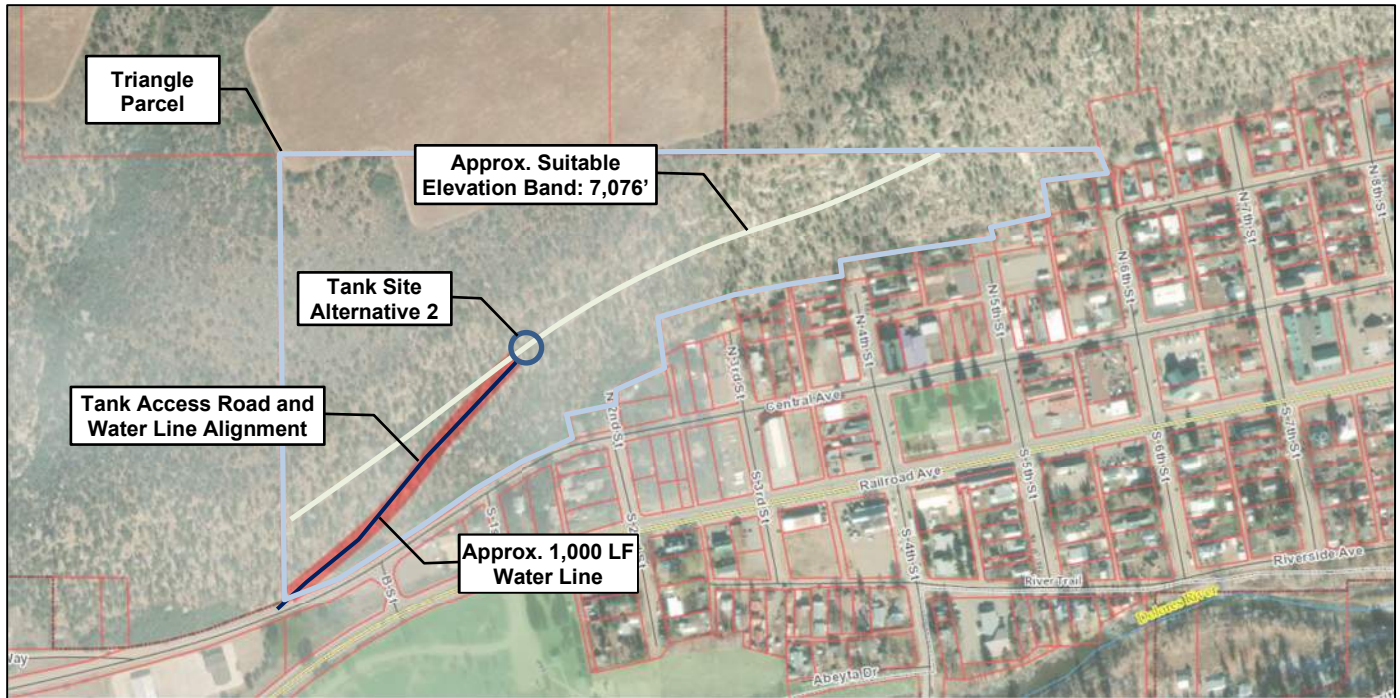 Triangle
Parcel
Approx. Suitable
Elevation Band: 7,076'
Tank Site
Alternative 2
Tank Access Road and
Water Line Alignment
Approx. 1,000 LF
Water Line
N 8th St
N 7th St
N 6th St
N 5th St
N 4th St
N 3rd St
N 2nd St
Central Ave
Railroad Ave
S 7th St
S 6th St
S 5th St
S 4th St
S 3rd St
B St
River Trail
Riverside Ave
Dolores River
Abeyta Dr